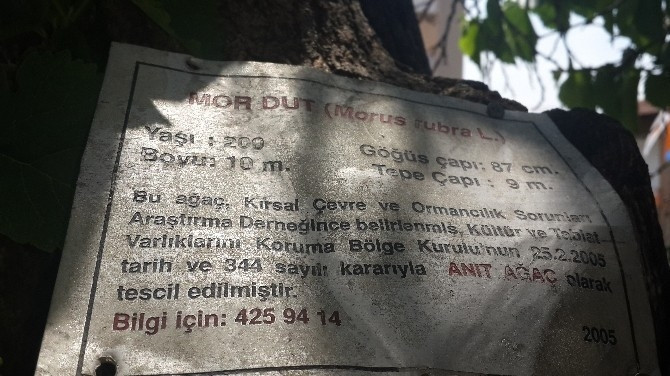 MOR DUT (Morus rubra L.)
Yaşı : 200
Göğüs çapı: 87 cm.
Boyu: 10 m.
Tepe Çapı : 9 m.
Bu ağaç, Kırsal Çevre ve Ormancılık Sorunları
Araştırma Derneğince belirlenmiş, Kültür ve Tabiat
Varlıklarını Koruma Bölge Kurulu'nun 25.2.2005
tarih ve 344 sayılı kararıyla ANIT AĞAÇ olarak
tescil edilmiştir.
Bilgi için: 425 94 14
2005